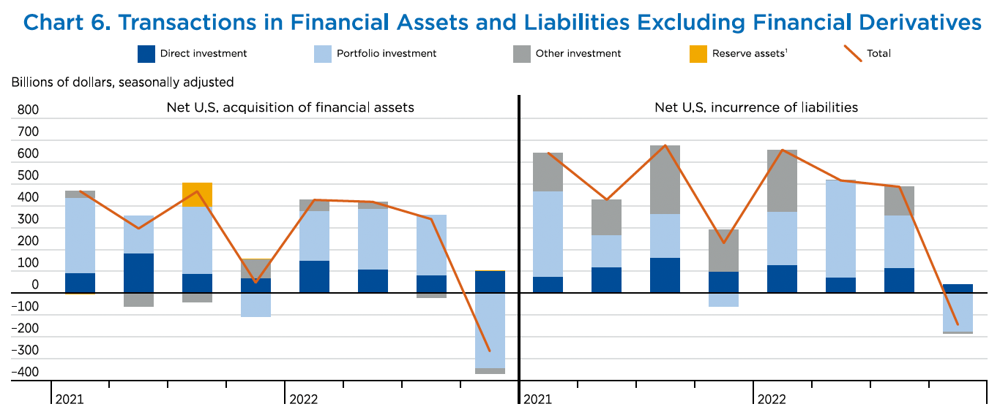 Chart 6. Transactions in Financial Assets and Liabilities Excluding Financial Derivatives
Direct investment
Portfolio investment
Other investment
Reserve assets¹
Total
Billions of dollars, seasonally adjusted
Net U.S. acquisition of financial assets
Net U.S. incurrence of liabilities
800
700
600
500
400
300
200
100
0
−100
−200
−300
−400
2021
2022
2021
2022